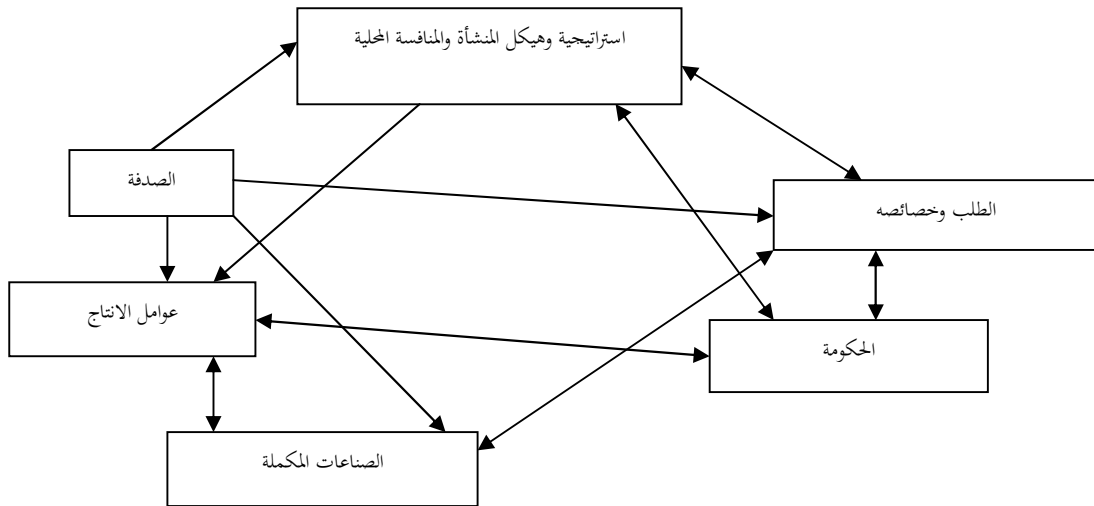 استراتيجية وهيكل المنشأة والمنافسة المحلية
الصدفة
الطلب وخصائصه
عوامل الانتاج
الحكومة
الصناعات المكملة